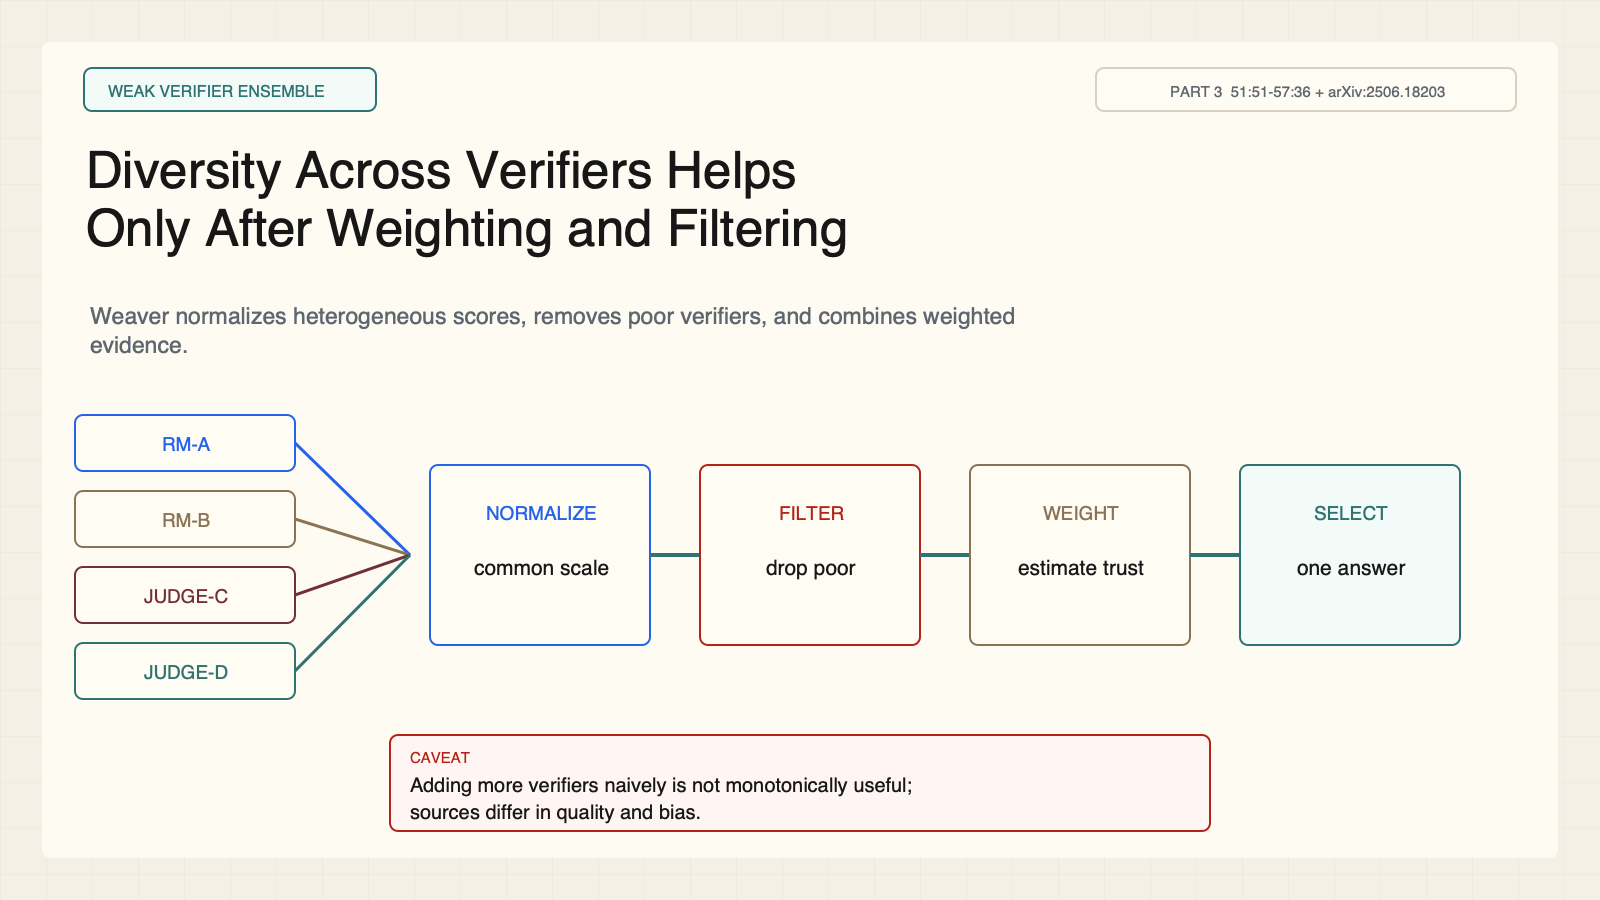 WEAK VERIFIER ENSEMBLE
PART 3 51:51-57:36 + arXiv:2506.18203
Diversity Across Verifiers Helps
Only After Weighting and Filtering
Weaver normalizes heterogeneous scores, removes poor verifiers, and combines weighted
evidence.
RM-A
RM-B
JUDGE-C
JUDGE-D
NORMALIZE
common scale
FILTER
drop poor
WEIGHT
estimate trust
SELECT
one answer
CAVEAT
Adding more verifiers naively is not monotonically useful;
sources differ in quality and bias.